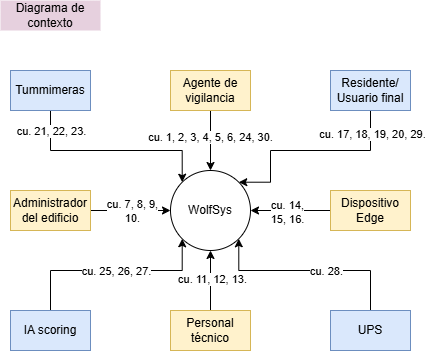 Diagrama de
contexto
Tummimeras
Agente de
vigilancia
Residente/
Usuario final
cu. 21, 22, 23.
cu. 1, 2, 3, 4, 5, 6, 24, 30.
cu. 17, 18, 19, 20, 29.
Administrador
del edificio
cu. 7, 8, 9,
10.
WolfSys
cu. 14,
15, 16.
Dispositivo
Edge
cu. 25, 26, 27.
cu. 11, 12, 13.
cu. 28.
IA scoring
Personal
técnico
UPS